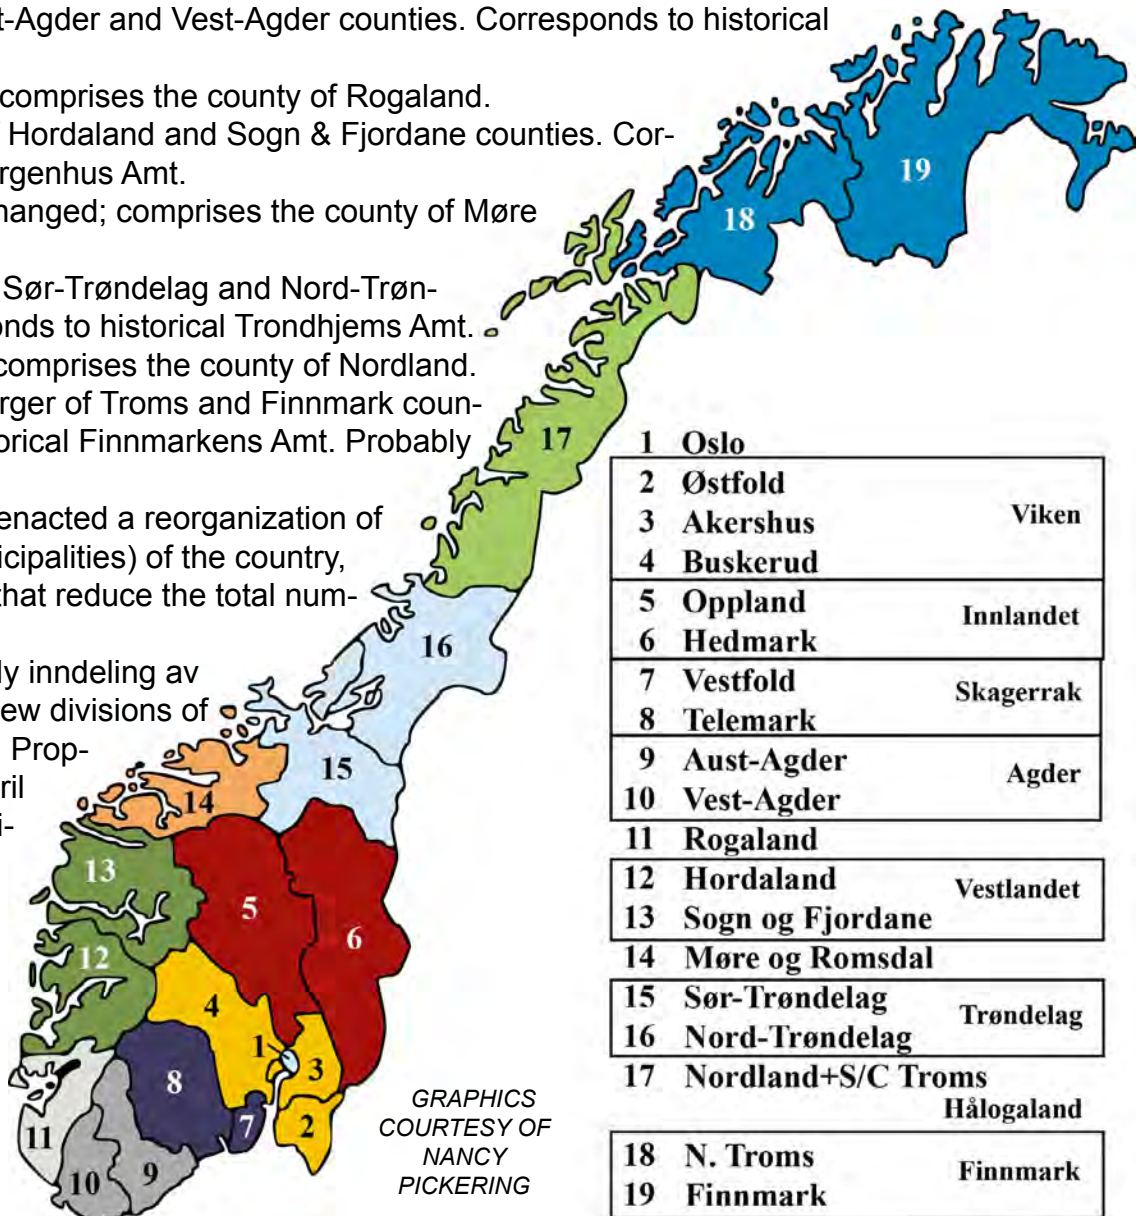 t-Agder and Vest-Agder counties. Corresponds to historical
comprises the county of Rogaland.
f Hordaland and Sogn & Fjordane counties. Cor-
rgenhus Amt.
hanged; comprises the county of Møre
Sør-Trøndelag and Nord-Trøn-
onds to historical Trondhjems Amt.
comprises the county of Nordland.
rger of Troms and Finnmark coun-
torical Finnmarkens Amt. Probably
enacted a reorganization of
icipalities) of the country,
that reduce the total num-
ly inndeling av
ew divisions of
Prop-
ril
i-
19
18
17
16
15
14
13
5
6
12
4
1
3
8
7
2
11
10
9
GRAPHICS
COURTESY OF
NANCY
PICKERING
1 Oslo
2 Østfold
3 Akershus Viken
4 Buskerud
5 Oppland Innlandet
6 Hedmark
7 Vestfold Skagerrak
8 Telemark
9 Aust-Agder Agder
10 Vest-Agder
11 Rogaland
12 Hordaland Vestlandet
13 Sogn og Fjordane
14 Møre og Romsdal
15 Sør-Trøndelag Trøndelag
16 Nord-Trøndelag
17 Nordland+S/C Troms
Hålogaland
18 N. Troms Finnmark
19 Finnmark